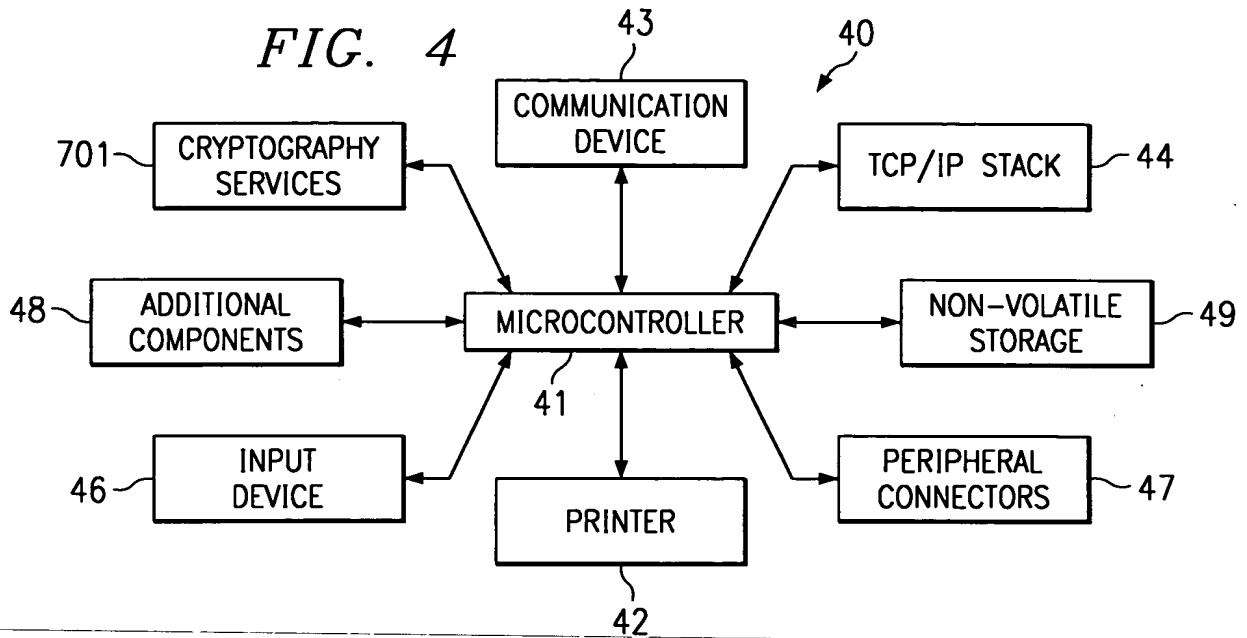 FIG. 4
43
40
COMMUNICATION
DEVICE
701
CRYPTOGRAPHY
SERVICES
TCP/IP STACK
44
48
ADDITIONAL
COMPONENTS
MICROCONTROLLER
41
NON-VOLATILE
STORAGE
49
46
INPUT
DEVICE
PRINTER
42
PERIPHERAL
CONNECTORS
47